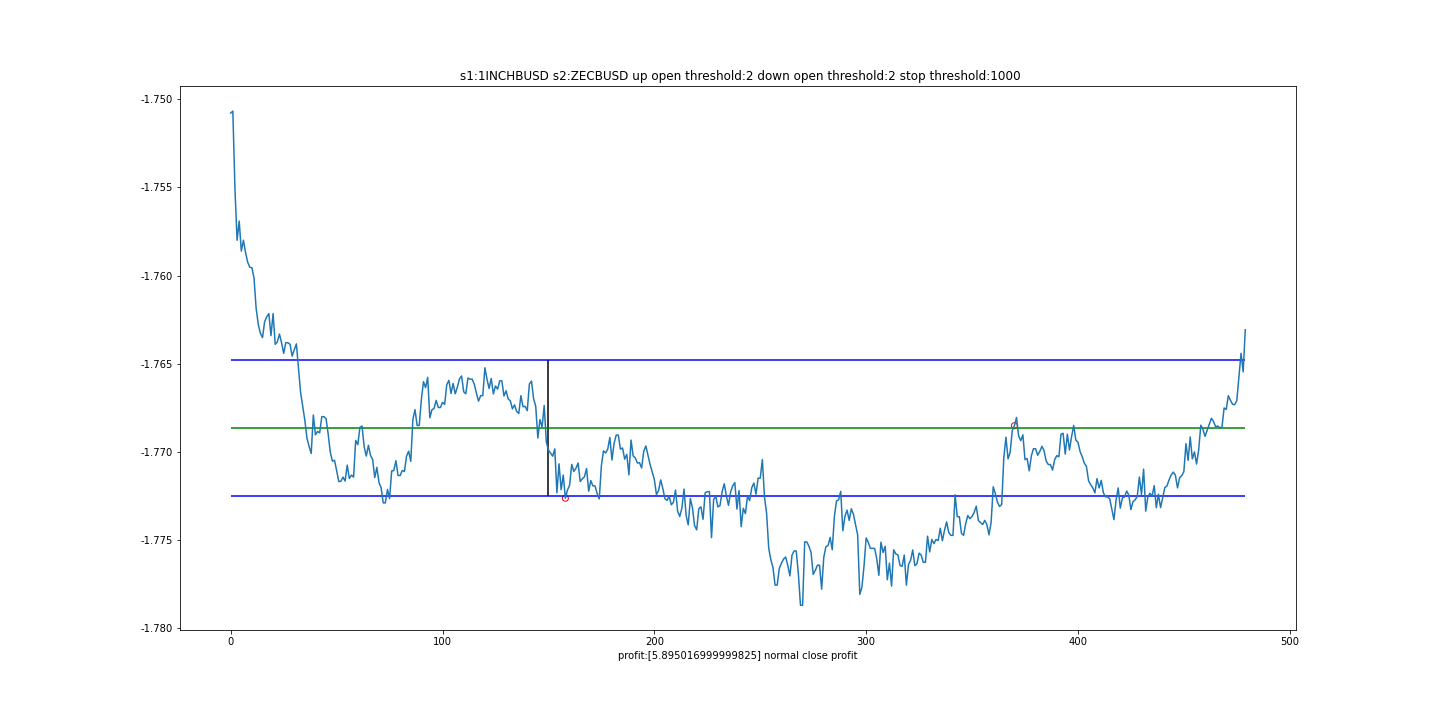 s1:1INCHBUSD s2:ZECBUSD up open threshold:2 down open threshold:2 stop threshold:1000
-1.750
-1.755
-1.760
-1.765
-1.770
-1.775
-1.780
0 100 200 300 400 500
profit:[5.895016999999825] normal close profit